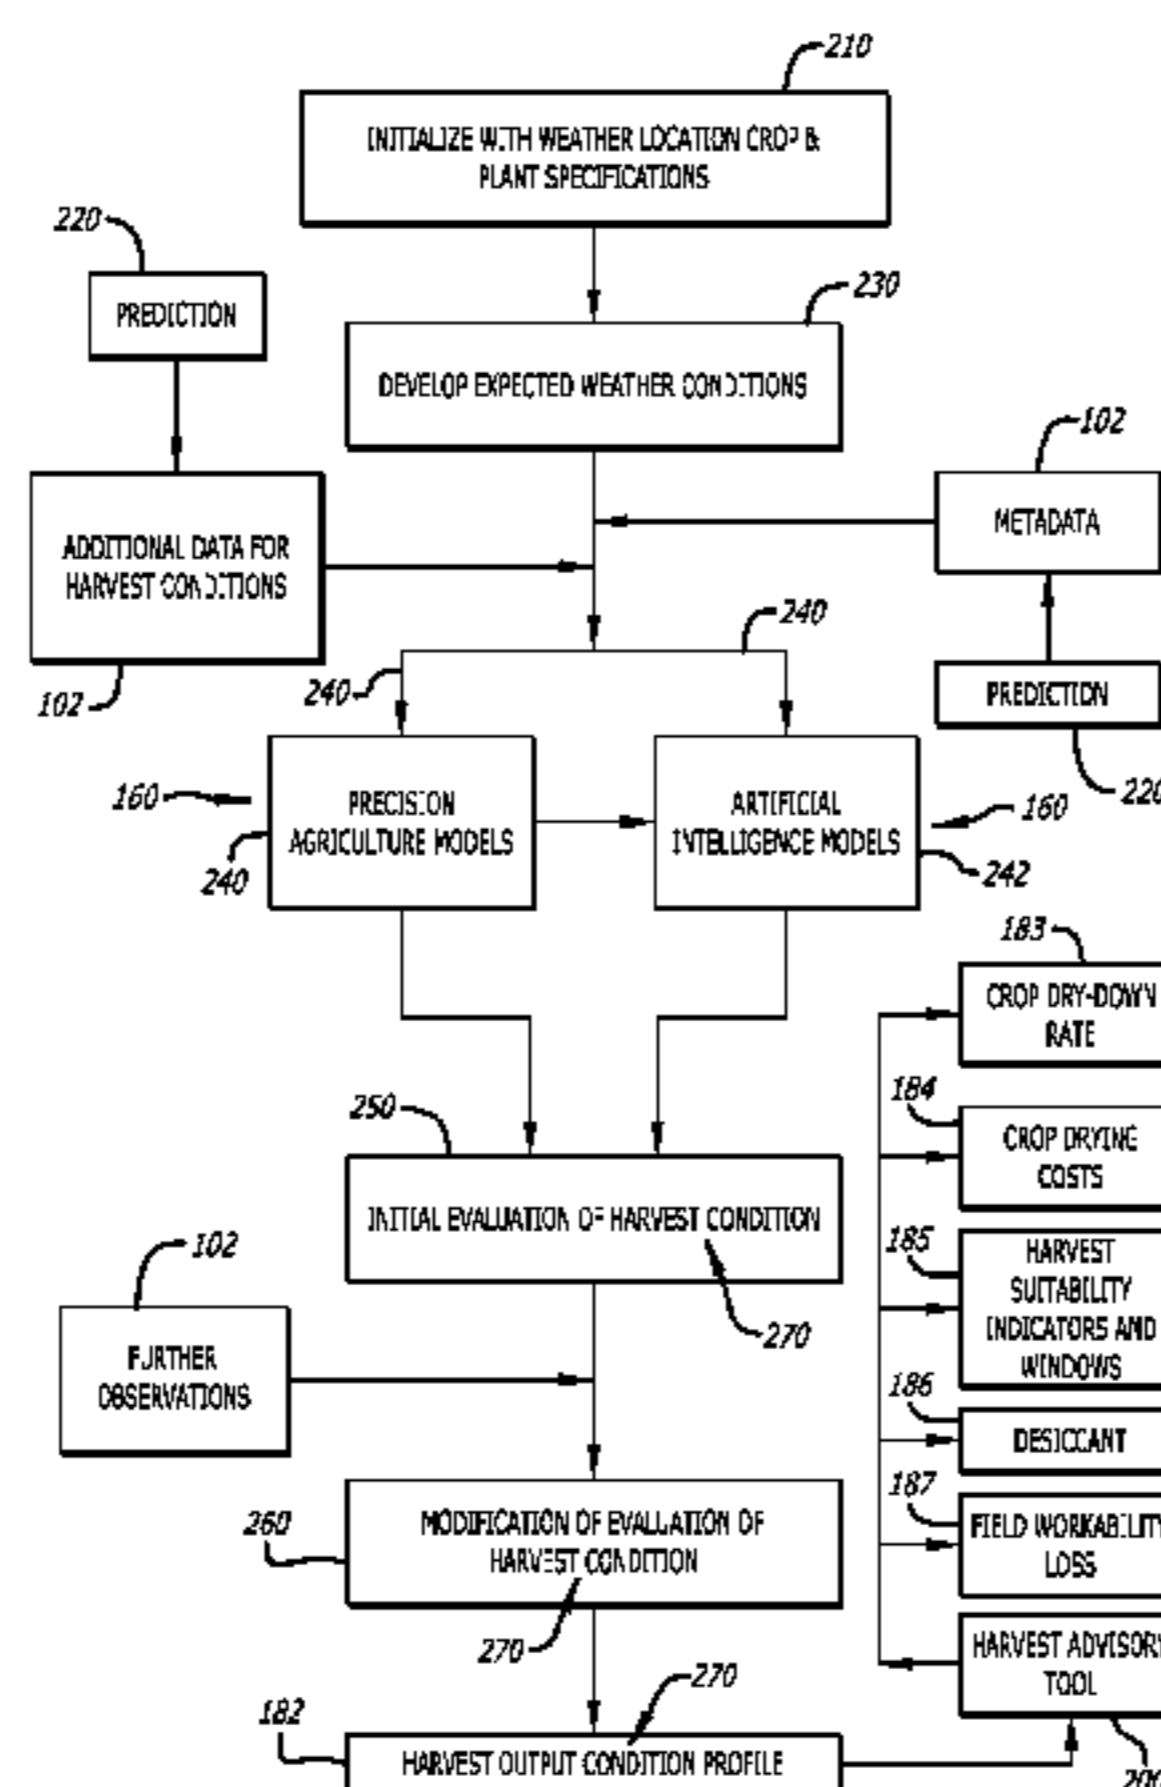 210
INITIALIZE WITH WEATHER LOCATION CROP &
PLANT SPECIFICATIONS
220
PREDICTION
230
DEVELOP EXPECTED WEATHER CONDITIONS
102
METADATA
ADDITIONAL DATA FOR
HARVEST CONDITIONS
102
240
240
PREDICTION
220
160
PRECISION
AGRICULTURE MODELS
240
ARTIFICIAL
INTELLIGENCE MODELS
160
242
183
CROP DRY-DOWN
RATE
184
CROP DRYING
COSTS
250
INITIAL EVALUATION OF HARVEST CONDITION
270
185
HARVEST
SUITABILITY
INDICATORS AND
WINDOWS
102
FURTHER
OBSERVATIONS
186
DESICCANT
187
FIELD WORKABILITY
LOSS
260
MODIFICATION OF EVALUATION OF
HARVEST CONDITION
270
HARVEST ADVISORY
TOOL
200
270
182
HARVEST OUTPUT CONDITION PROFILE